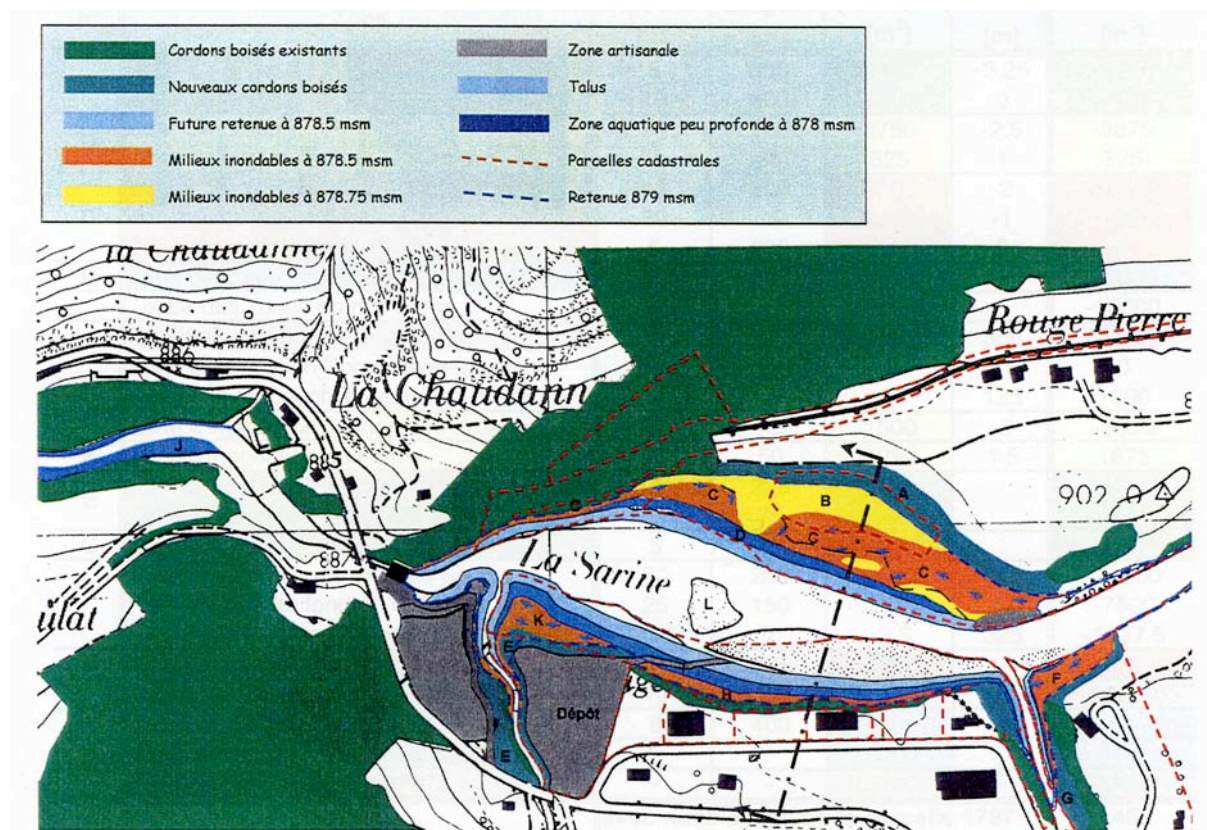 Cordons boisés existants
Nouveaux cordons boisés
Future retenue à 878.5 msm
Milieux inondables à 878.5 msm
Milieux inondables à 878.75 msm
Zone artisanale
Talus
Zone aquatique peu profonde à 878 msm
Parcelles cadastrales
Retenue 879 msm
la Chaudanne
Rouge Pierre
886
La Chaudann
J
885
C
B
A
902
C
D
C
C
887
La Sarine
ulat
L
K
E
F
H
Dépôt
E
G